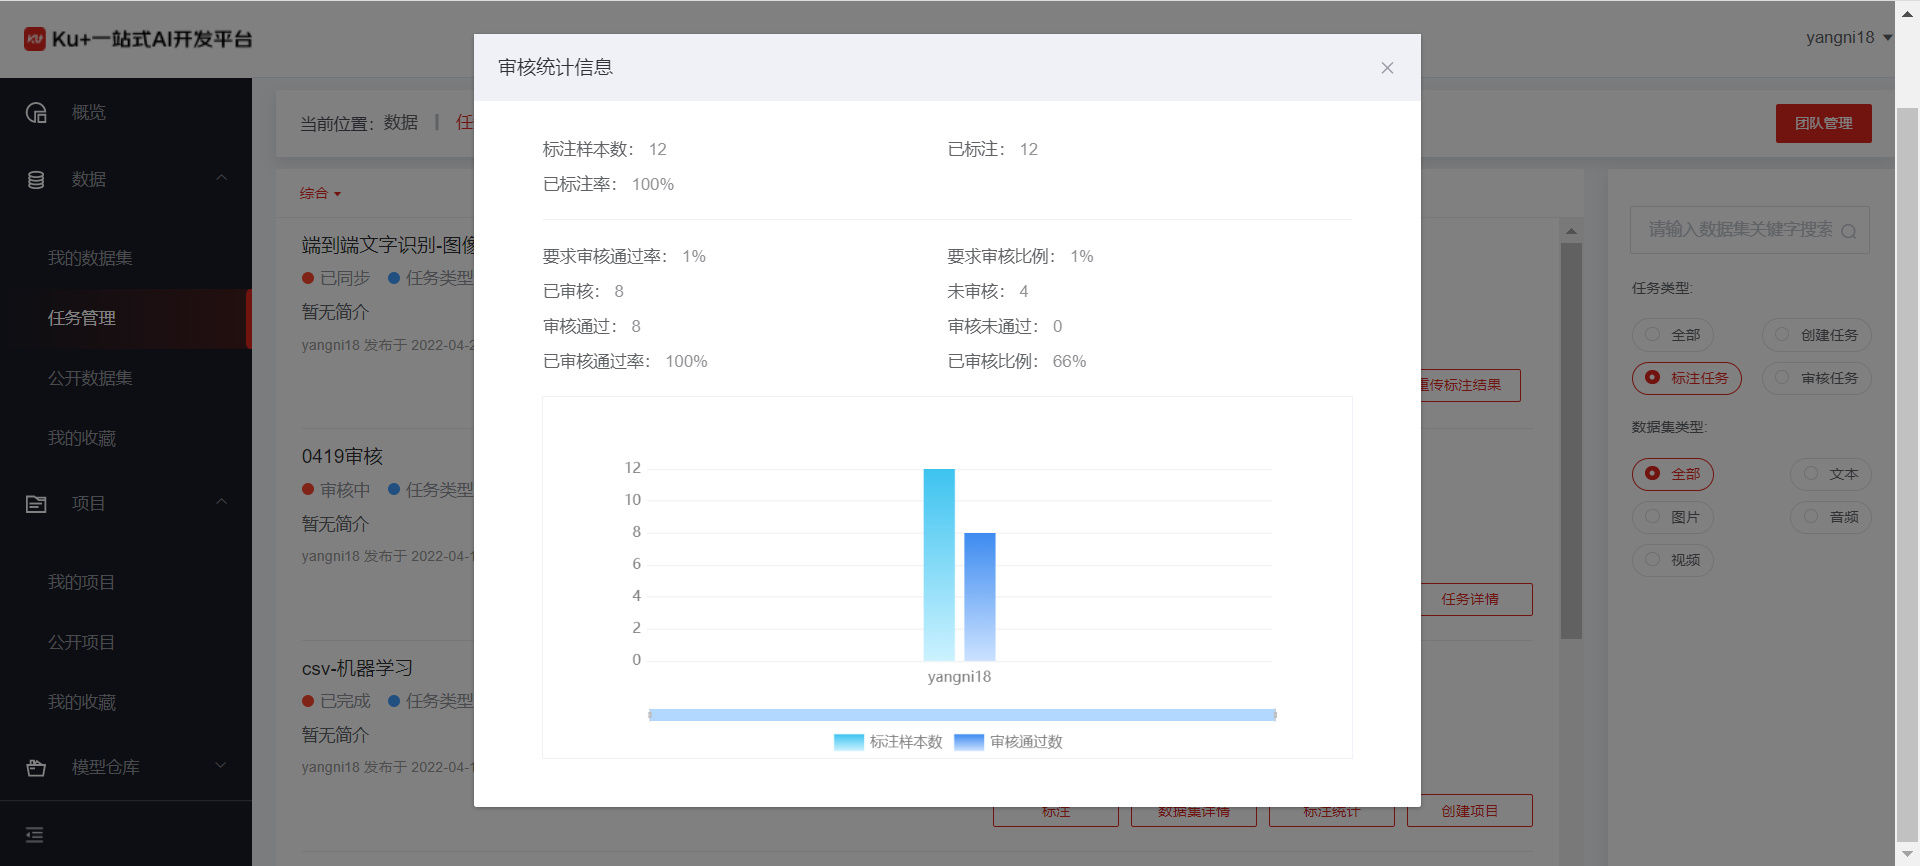 Ku+一站式AI开发平台
yangni18
概览
数据
我的数据集
任务管理
公开数据集
我的收藏
项目
我的项目
公开项目
我的收藏
模型仓库
当前位置: 数据 | 任
团队管理
综合
端到端文字识别-图像
已同步 任务类型
暂无简介
yangni18 发布于 2022-04-2
重传标注结果
0419审核
审核中 任务类型
暂无简介
yangni18 发布于 2022-04-1
任务详情
csv-机器学习
已完成 任务类型
暂无简介
yangni18 发布于 2022-04-1
标注 数据集详情 标注统计 创建项目
审核统计信息
标注样本数: 12 已标注: 12
已标注率: 100%
要求审核通过率: 1% 要求审核比例: 1%
已审核: 8 未审核: 4
审核通过: 8 审核未通过: 0
已审核通过率: 100% 已审核比例: 66%
12
10
8
6
4
2
0
yangni18
标注样本数 审核通过数
请输入数据集关键字搜索
任务类型:
全部 创建任务
标注任务 审核任务
数据集类型:
全部 文本
图片 音频
视频